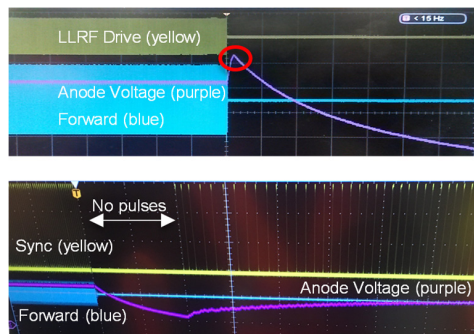 < 15 Hz
LLRF Drive (yellow)
Anode Voltage (purple)
Forward (blue)
T
No pulses
Sync (yellow)
Anode Voltage (purple)
Forward (blue)